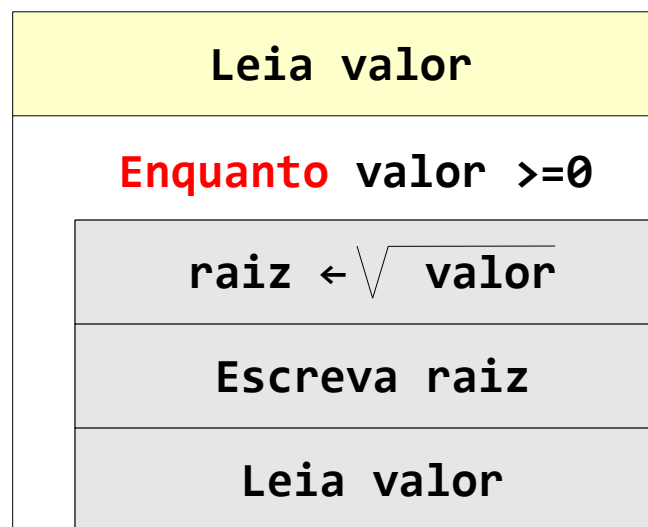 Leia valor
Enquanto valor >=0
raiz ←√ valor
Escreva raiz
Leia valor